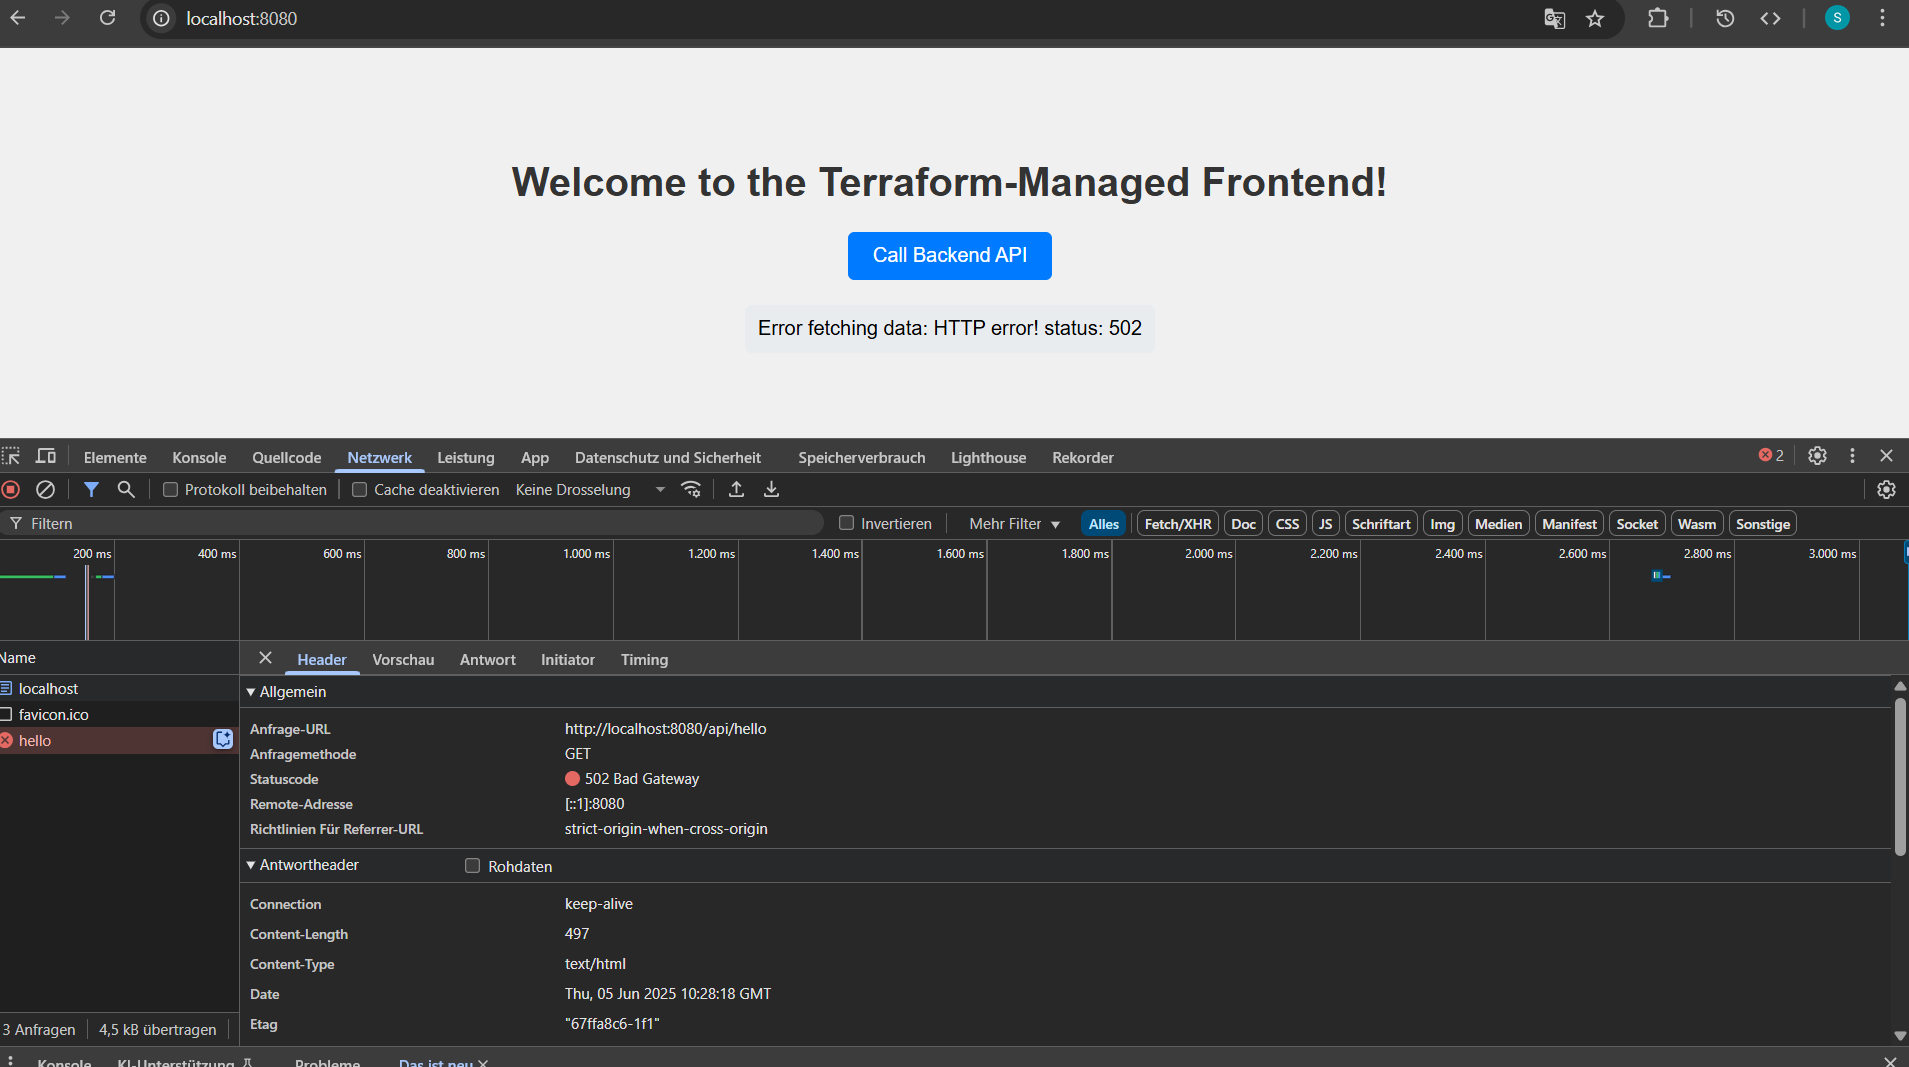 localhost:8080
S
Welcome to the Terraform-Managed Frontend!
Call Backend API
Error fetching data: HTTP error! status: 502
Elemente Konsole Quellcode Netzwerk Leistung App Datenschutz und Sicherheit Speicherverbrauch Lighthouse Rekorder 2
Protokoll beibehalten Cache deaktivieren Keine Drosselung
Filtern Invertieren Mehr Filter Alles Fetch/XHR Doc CSS JS Schriftart Img Medien Manifest Socket Wasm Sonstige
200 ms 400 ms 600 ms 800 ms 1.000 ms 1.200 ms 1.400 ms 1.600 ms 1.800 ms 2.000 ms 2.200 ms 2.400 ms 2.600 ms 2.800 ms 3.000 ms
Name
localhost
favicon.ico
hello
3 Anfragen 4,5 kB übertragen
Header Vorschau Antwort Initiator Timing
Allgemein
Anfrage-URL http://localhost:8080/api/hello
Anfragemethode GET
Statuscode 502 Bad Gateway
Remote-Adresse [::1]:8080
Richtlinien Für Referrer-URL strict-origin-when-cross-origin
Antwortheader Rohdaten
Connection keep-alive
Content-Length 497
Content-Type text/html
Date Thu, 05 Jun 2025 10:28:18 GMT
Etag "67ffa8c6-1f1"
Konsole KI-Unterstützung Probleme Das ist neu